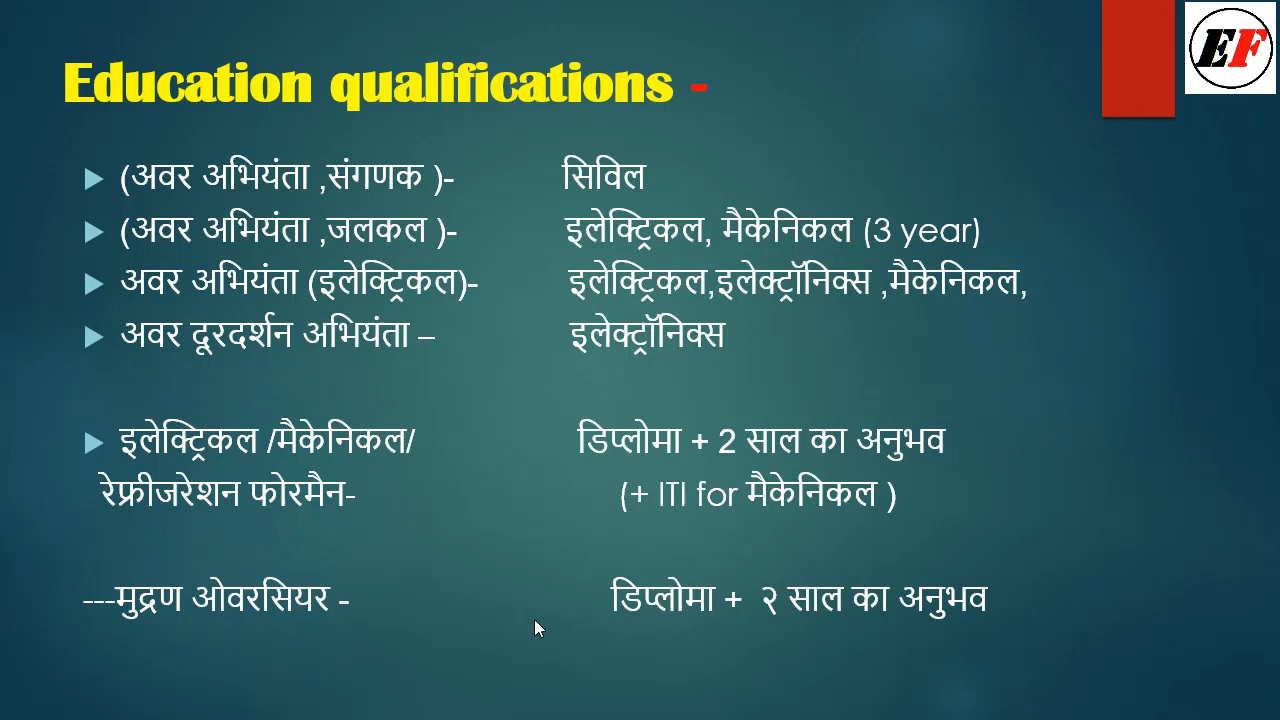 EF
Education qualifications -
(अवर अभियंता ,संगणक )- सिविल
(अवर अभियंता ,जलकल )- इलेक्ट्रिकल, मैकेनिकल (3 year)
अवर अभियंता (इलेक्ट्रिकल)- इलेक्ट्रिकल,इलेक्ट्रॉनिक्स ,मैकेनिकल,
अवर दूरदर्शन अभियंता – इलेक्ट्रॉनिक्स
इलेक्ट्रिकल /मैकेनिकल/ डिप्लोमा + 2 साल का अनुभव
रेफ्रीजरेशन फोरमैन- (+ ITI for मैकेनिकल )
---मुद्रण ओवरसियर - डिप्लोमा + २ साल का अनुभव